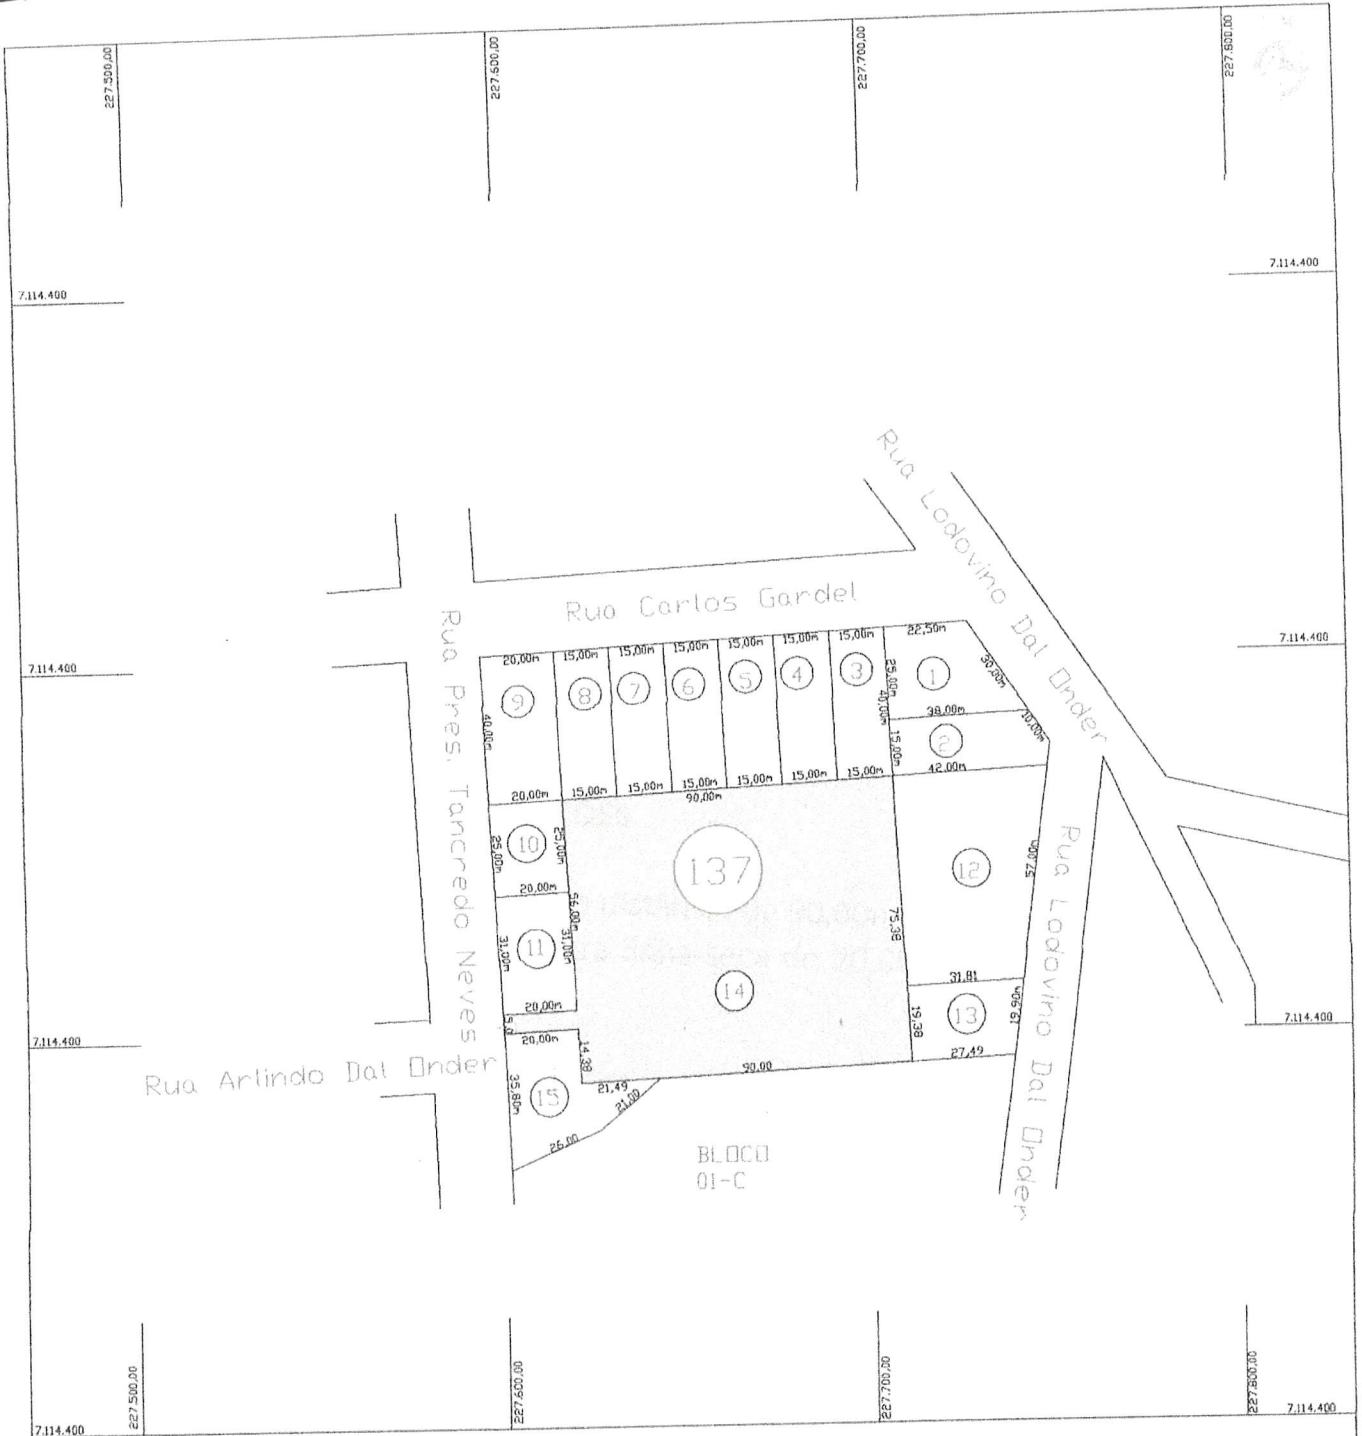 227.500,00
227.600,00
227.700,00
227.800,00
7.114.400
7.114.400
Rua Lodovino Dal Onder
Rua Carlos Gardel
7.114.400
7.114.400
Rua Pres. Tancredo Neves
20,00m
15,00m
15,00m
15,00m
15,00m
15,00m
15,00m
22,50m
9
8
7
6
5
4
3
1
40,00m
25,00m
40,00m
30,00m
38,00m
10,00m
2
15,00m
42,00m
20,00m
15,00m
15,00m
15,00m
15,00m
15,00m
15,00m
90,00m
10
25,00m
25,00m
137
12
57,00m
Rua Lodovino Dal Onder
20,00m
56,00m
11
31,00m
31,00m
75,38
14
31,81
20,00m
19,38
13
19,60m
27,49
5,0
20,00m
14,38
90,00
7.114.400
7.114.400
Rua Arlindo Dal Onder
35,80m
15
21,49
21,00
26,00
BLOCO
01-C
227.500,00
227.600,00
227.700,00
227.800,00
7.114.400
7.114.400